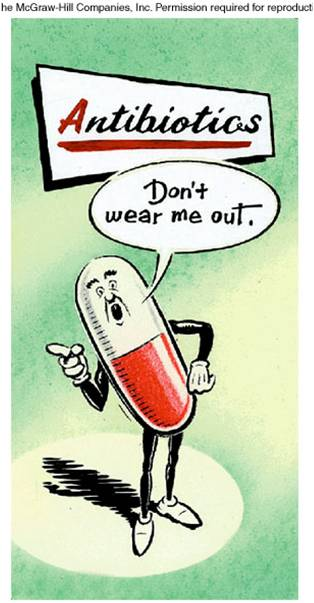 he McGraw-Hill Companies, Inc. Permission required for reproducti
Antibiotics
Don't
wear me out.